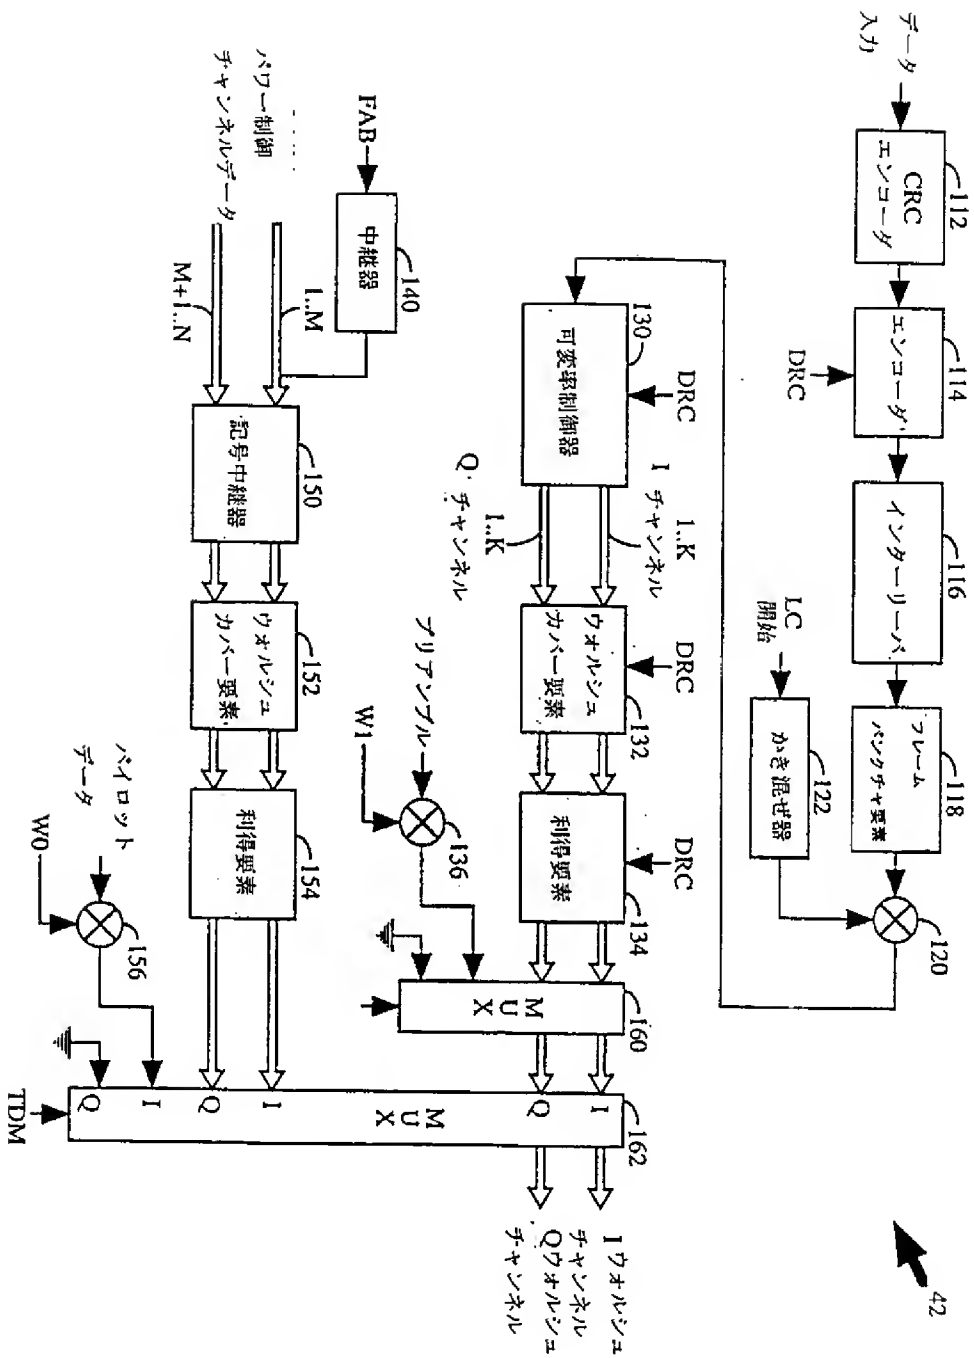 42
データ
入力
112
CRC
エンコーダ
114
エンコーダ
DRC
116
インターリーバ
118
フレーム
パンクチャ要素
120
LC
開始
122
かき混ぜ器
130
可変率制御器
DRC
I チャンネル
1..K
Q チャンネル
1..K
DRC
132
ウォルシュ
カバー要素
DRC
134
利得要素
プリアンブル
W1
136
160
MUX
FAB
140
中継器
パワー制御
チャンネルデータ
1..M
M+1..N
150
記号中継器
152
ウォルシュ
カバー要素
154
利得要素
パイロット
データ
W0
156
162
I
Q
MUX
I
Q
I
Q
TDM
Iウォルシュ
チャンネル
Qウォルシュ
チャンネル